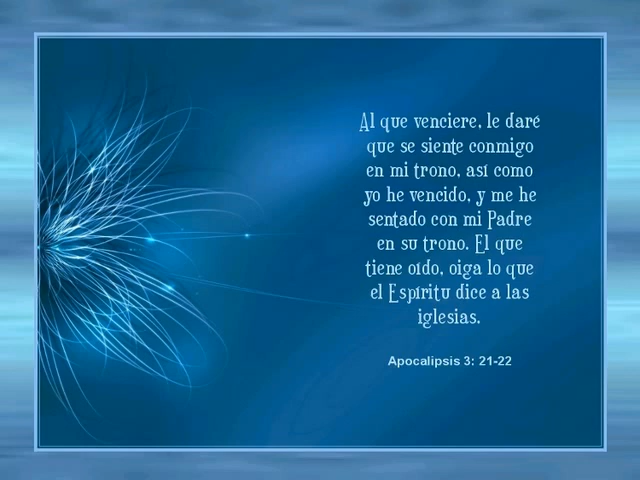 Al que venciere, le daré
que se siente conmigo
en mi trono, así como
yo he vencido, y me he
sentado con mi Padre
en su trono. El que
tiene oído, oiga lo que
el Espíritu dice a las
iglesias.
Apocalipsis 3: 21-22